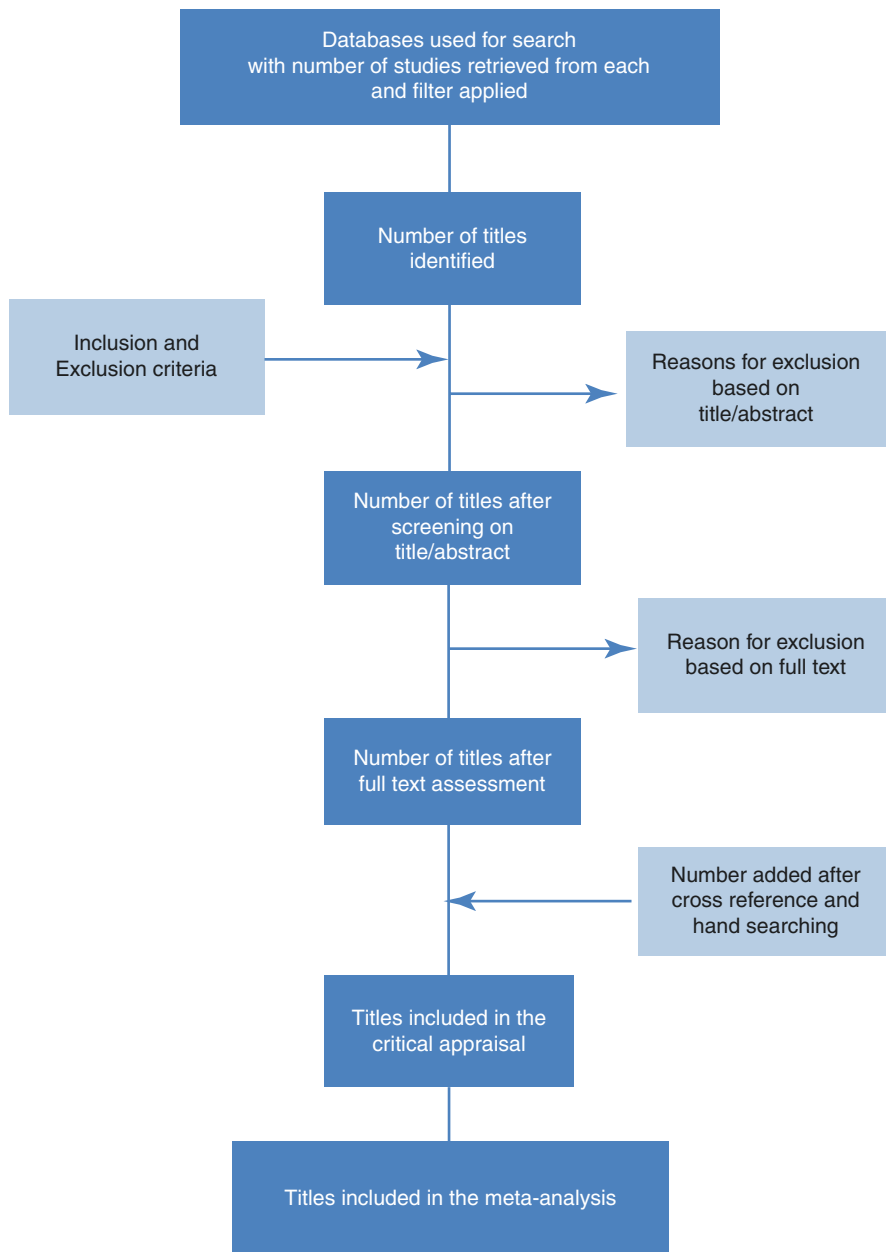 Databases used for search
with number of studies retrieved from each
and filter applied
Number of titles
identified
Inclusion and
Exclusion criteria
Reasons for exclusion
based on
title/abstract
Number of titles after
screening on
title/abstract
Reason for exclusion
based on full text
Number of titles after
full text assessment
Number added after
cross reference and
hand searching
Titles included in the
critical appraisal
Titles included in the meta-analysis